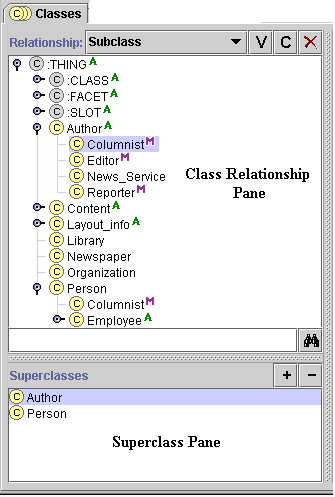 Classes
Relationship: Subclass V C
C :THING A
C :CLASS A
C :FACET A
C :SLOT A
C Author A
C Columnist M
C Editor M
C News_Service
C Reporter M
Class Relationship
Pane
C Content A
C Layout_info A
C Library
C Newspaper
C Organization
C Person
C Columnist M
C Employee A
Superclasses + −
C Author
C Person
Superclass Pane